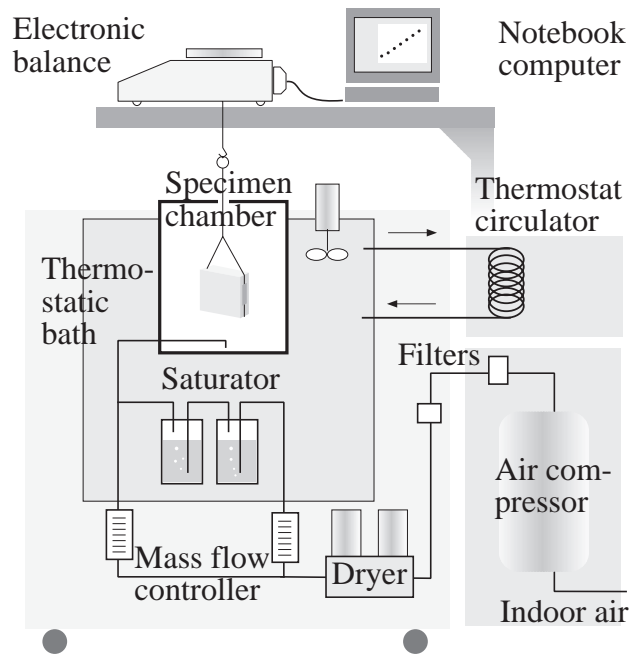 Electronic
balance
Notebook
computer
Specimen
chamber
Thermostat
circulator
Thermo-
static
bath
Filters
Saturator
Air com-
pressor
Mass flow
controller
Dryer
Indoor air